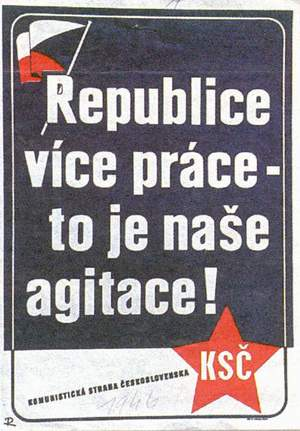 Republice
více práce -
to je naše
agitace!
KSČ
KOMUNISTICKÁ STRANA ČESKOSLOVENSKA
1946